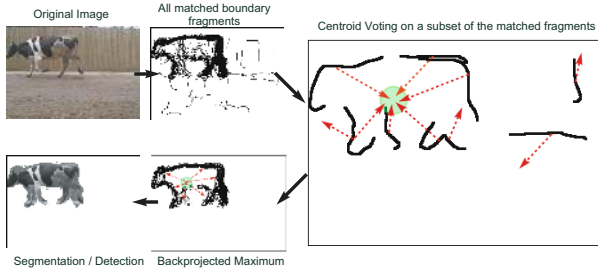 Original Image
All matched boundary
fragments
Centroid Voting on a subset of the matched fragments
Segmentation / Detection
Backprojected Maximum